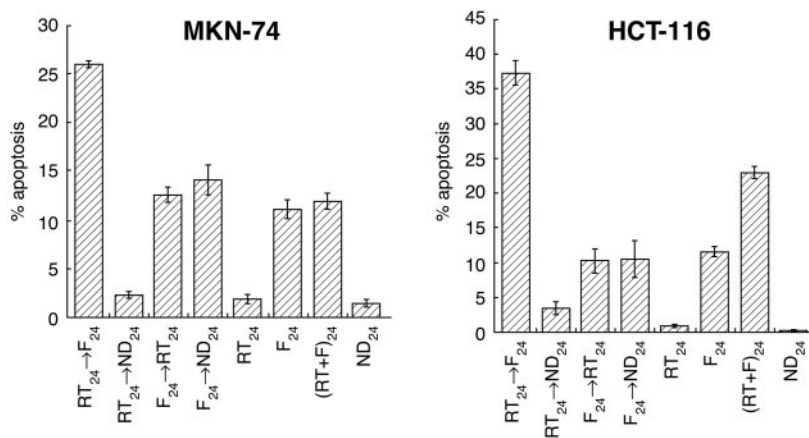 MKN-74
% apoptosis
30
25
20
15
10
5
0
RT24→F24
RT24→ND24
F24→RT24
F24→ND24
RT24
F24
(RT+F)24
ND24
HCT-116
% apoptosis
45
40
35
30
25
20
15
10
5
0
RT24→F24
RT24→ND24
F24→RT24
F24→ND24
RT24
F24
(RT+F)24
ND24